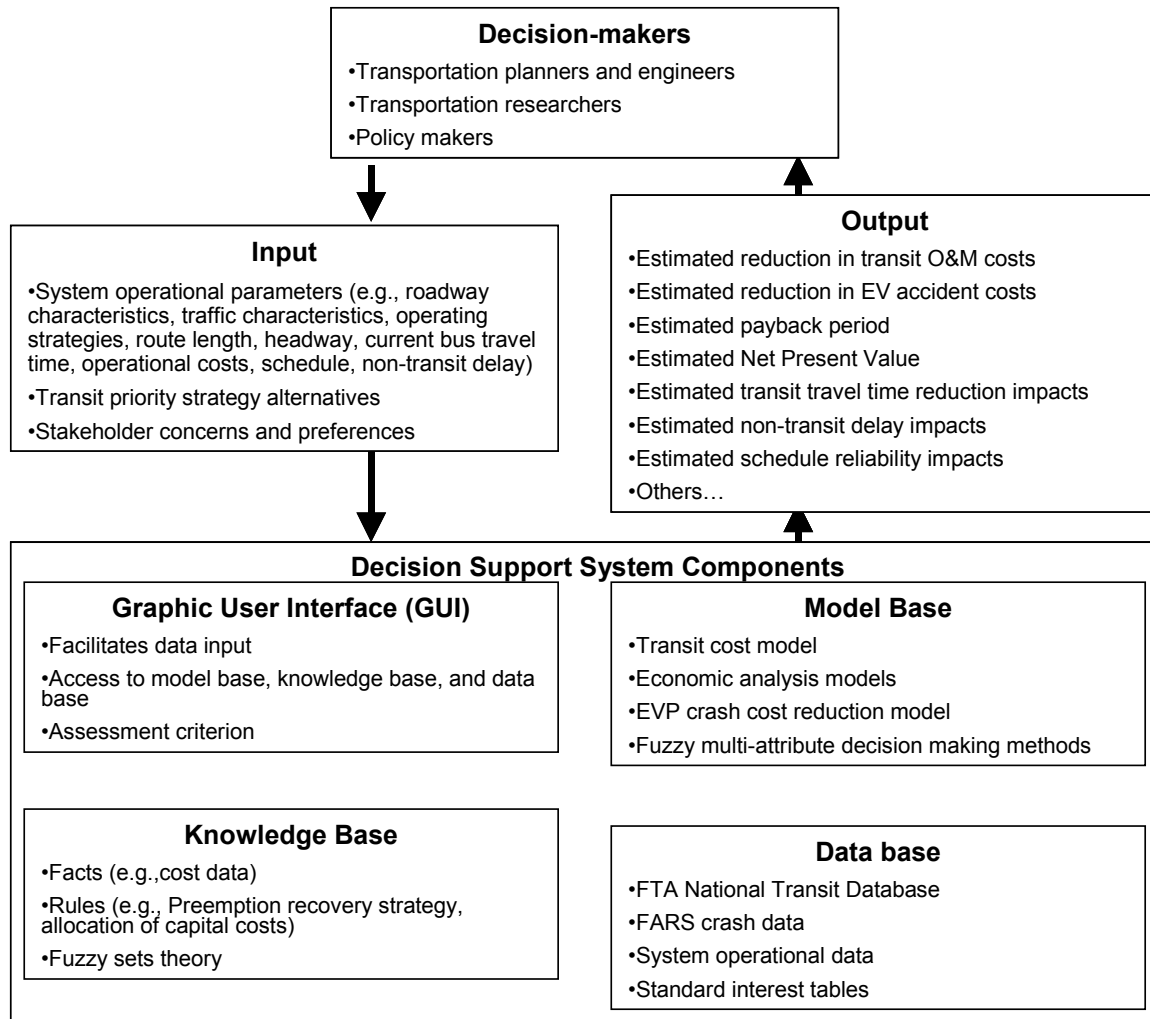 Decision-makers
•Transportation planners and engineers
•Transportation researchers
•Policy makers
Input
•System operational parameters (e.g., roadway
characteristics, traffic characteristics, operating
strategies, route length, headway, current bus travel
time, operational costs, schedule, non-transit delay)
•Transit priority strategy alternatives
•Stakeholder concerns and preferences
Output
•Estimated reduction in transit O&M costs
•Estimated reduction in EV accident costs
•Estimated payback period
•Estimated Net Present Value
•Estimated transit travel time reduction impacts
•Estimated non-transit delay impacts
•Estimated schedule reliability impacts
•Others…
Decision Support System Components
Graphic User Interface (GUI)
•Facilitates data input
•Access to model base, knowledge base, and data
base
•Assessment criterion
Model Base
•Transit cost model
•Economic analysis models
•EVP crash cost reduction model
•Fuzzy multi-attribute decision making methods
Knowledge Base
•Facts (e.g.,cost data)
•Rules (e.g., Preemption recovery strategy,
allocation of capital costs)
•Fuzzy sets theory
Data base
•FTA National Transit Database
•FARS crash data
•System operational data
•Standard interest tables